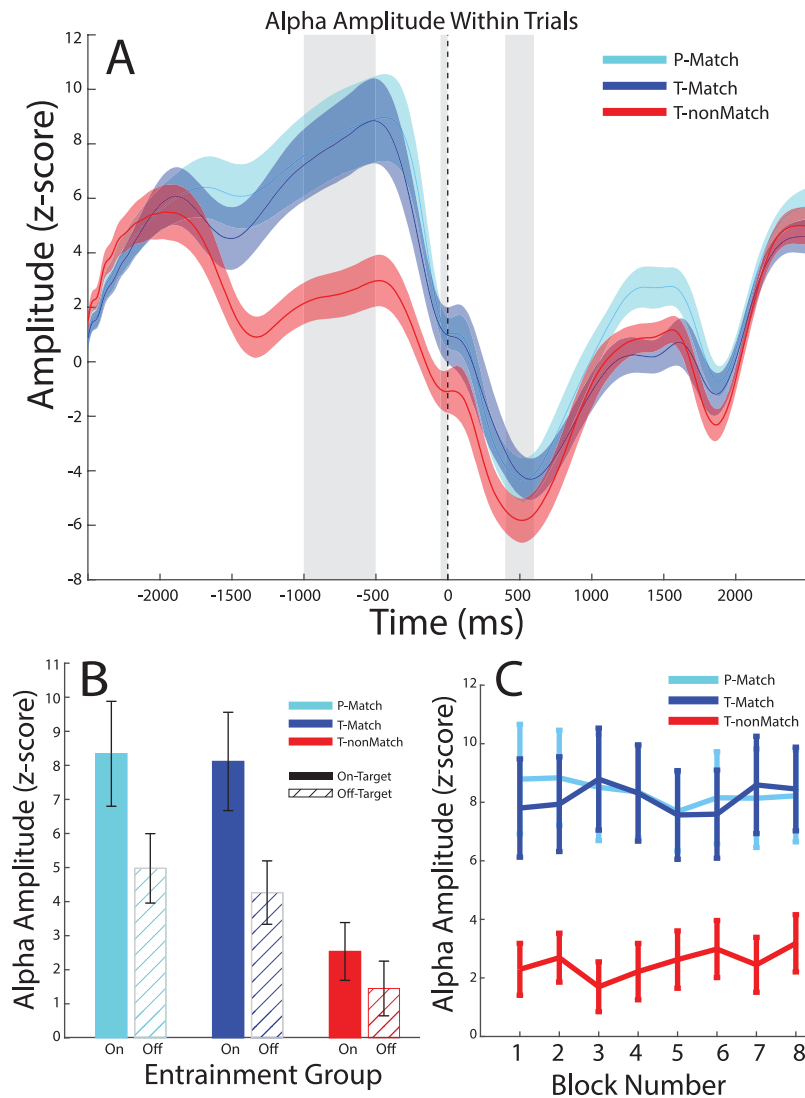 Alpha Amplitude Within Trials
A
12
10
8
6
4
2
0
-2
-4
-6
-8
Amplitude (z-score)
P-Match
T-Match
T-nonMatch
-2000
-1500
-1000
-500
0
500
1000
1500
2000
Time (ms)
B
11
10
9
8
7
6
5
4
3
2
1
0
Alpha Amplitude (z-score)
P-Match
T-Match
T-nonMatch
On-Target
Off-Target
On
Off
On
Off
On
Off
Entrainment Group
C
12
10
8
6
4
2
0
Alpha Amplitude (z-score)
P-Match
T-Match
T-nonMatch
1
2
3
4
5
6
7
8
Block Number